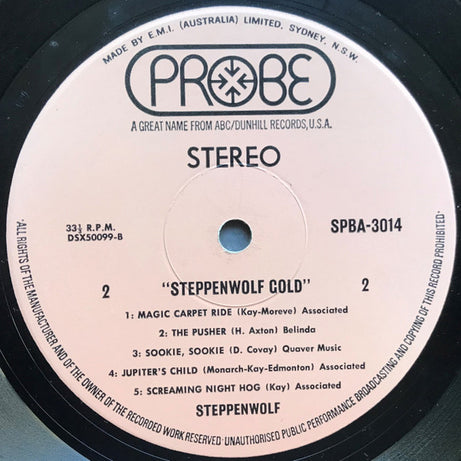 MADE BY E.M.I. (AUSTRALIA) LIMITED, SYDNEY, N.S.W.
PROBE
A GREAT NAME FROM ABC/DUNHILL RECORDS, U.S.A.
STEREO
33⅓ R.P.M.
DSX50099-B
SPBA-3014
2 "STEPPENWOLF GOLD" 2
1: MAGIC CARPET RIDE (Kay-Moreve) Associated
2: THE PUSHER (H. Axton) Belinda
3: SOOKIE, SOOKIE (D. Covay) Quaver Music
4: JUPITER'S CHILD (Monarch-Kay-Edmonton) Associated
5: SCREAMING NIGHT HOG (Kay) Associated
STEPPENWOLF
·ALL RIGHTS OF THE MANUFACTURER AND OF THE OWNER OF THE RECORDED WORK RESERVED·UNAUTHORISED PUBLIC PERFORMANCE BROADCASTING AND COPYING OF THIS RECORD PROHIBITED·